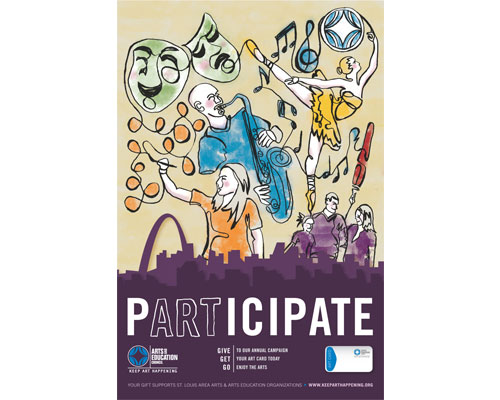 PARTICIPATE
ARTS AND
EDUCATION
COUNCIL
KEEP ART HAPPENING
GIVE TO OUR ANNUAL CAMPAIGN
GET YOUR ART CARD TODAY
GO ENJOY THE ARTS
YOUR GIFT SUPPORTS ST. LOUIS AREA ARTS & ARTS EDUCATION ORGANIZATIONS • WWW.KEEPARTHAPPENING.ORG